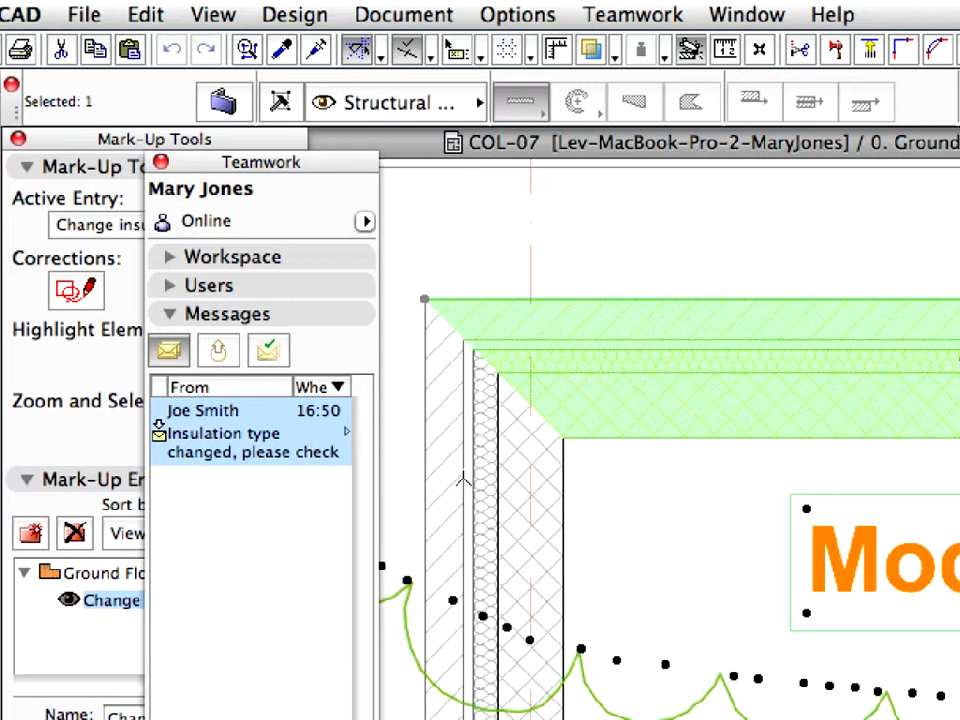 CAD File Edit View Design Document Options Teamwork Window Help
Selected: 1
Structural ...
Mark-Up Tools
COL-07 [Lev-MacBook-Pro-2-MaryJones] / 0. Ground
Mark-Up To
Teamwork
Mary Jones
Active Entry:
Online
Change insu
Corrections:
Workspace
Users
Messages
Highlight Elem
From Whe
Zoom and Sele
Joe Smith 16:50
Insulation type
changed, please check
Mark-Up En
Sort b
View
Moo
Ground Flo
Change
Name: Chan